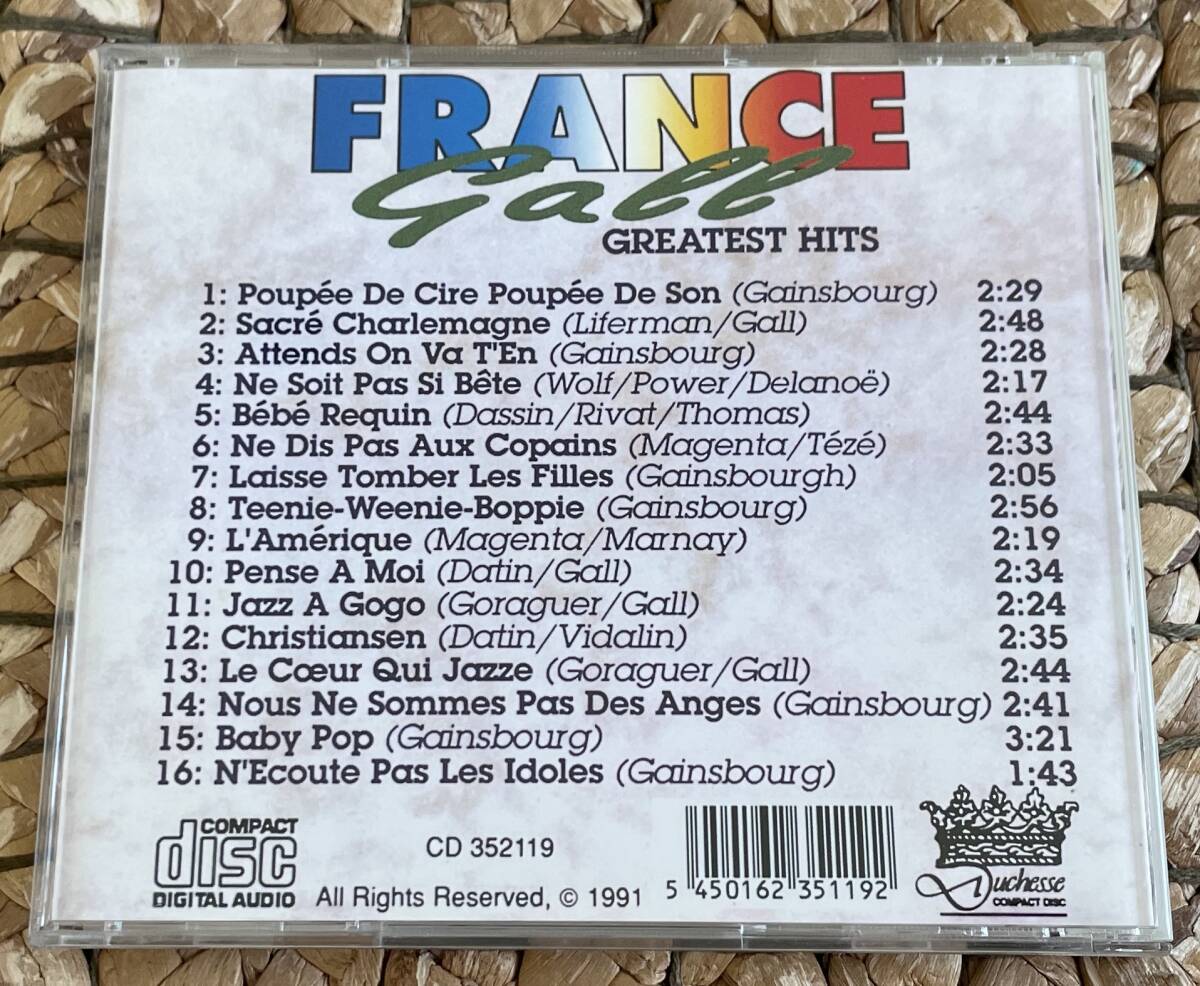 FRANCE
Gall
GREATEST HITS
1: Poupée De Cire Poupée De Son (Gainsbourg) 2:29
2: Sacré Charlemagne (Liferman/Gall) 2:48
3: Attends On Va T'En (Gainsbourg) 2:28
4: Ne Soit Pas Si Bête (Wolf/Power/Delanoë) 2:17
5: Bébé Requin (Dassin/Rivat/Thomas) 2:44
6: Ne Dis Pas Aux Copains (Magenta/Tézé) 2:33
7: Laisse Tomber Les Filles (Gainsbourgh) 2:05
8: Teenie-Weenie-Boppie (Gainsbourg) 2:56
9: L'Amérique (Magenta/Marnay) 2:19
10: Pense A Moi (Datin/Gall) 2:34
11: Jazz A Gogo (Goraguer/Gall) 2:24
12: Christiansen (Datin/Vidalin) 2:35
13: Le Cœur Qui Jazze (Goraguer/Gall) 2:44
14: Nous Ne Sommes Pas Des Anges (Gainsbourg) 2:41
15: Baby Pop (Gainsbourg) 3:21
16: N'Ecoute Pas Les Idoles (Gainsbourg) 1:43
COMPACT
disc
DIGITAL AUDIO
CD 352119
All Rights Reserved, © 1991
5 450162 351192
Duchesse
COMPACT DISC